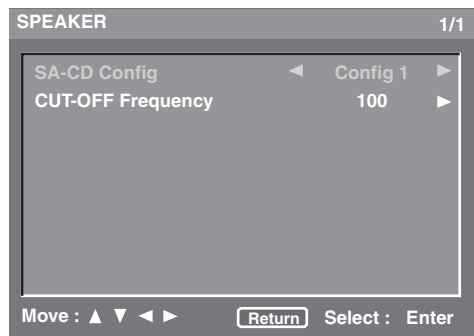 SPEAKER 1/1
SA-CD Config ◄ Config 1 ►
CUT-OFF Frequency 100 ►
Move : ▲ ▼ ◄ ► Return Select : Enter